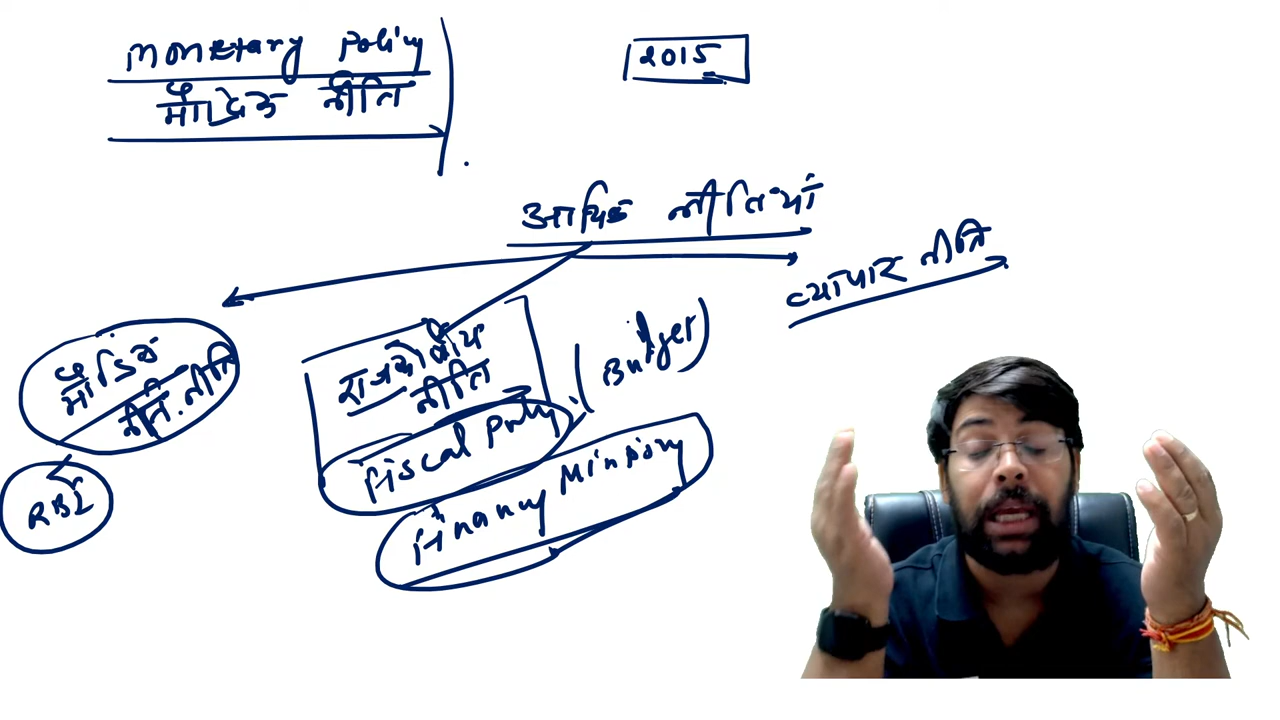 Monetary Policy
मौद्रिक नीति
2015
आर्थिक नीतियां
व्यापार नीति
मौद्रिक
नीति
राजकोषीय
नीति
(Budget)
Fiscal Policy
RBI
Finance Ministry